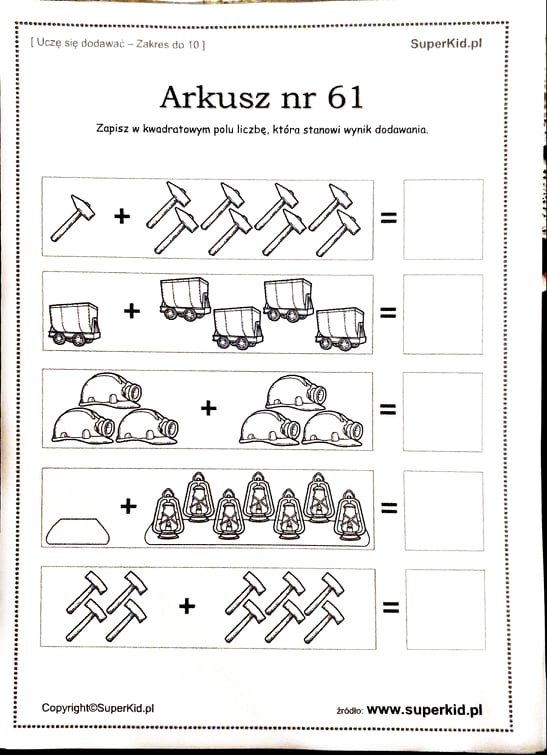 [ Uczę się dodawać – Zakres do 10 ]
SuperKid.pl
Arkusz nr 61
Zapisz w kwadratowym polu liczbę, która stanowi wynik dodawania.
+ =
+ =
+ =
+ =
+ =
Copyright©SuperKid.pl
źródło: www.superkid.pl